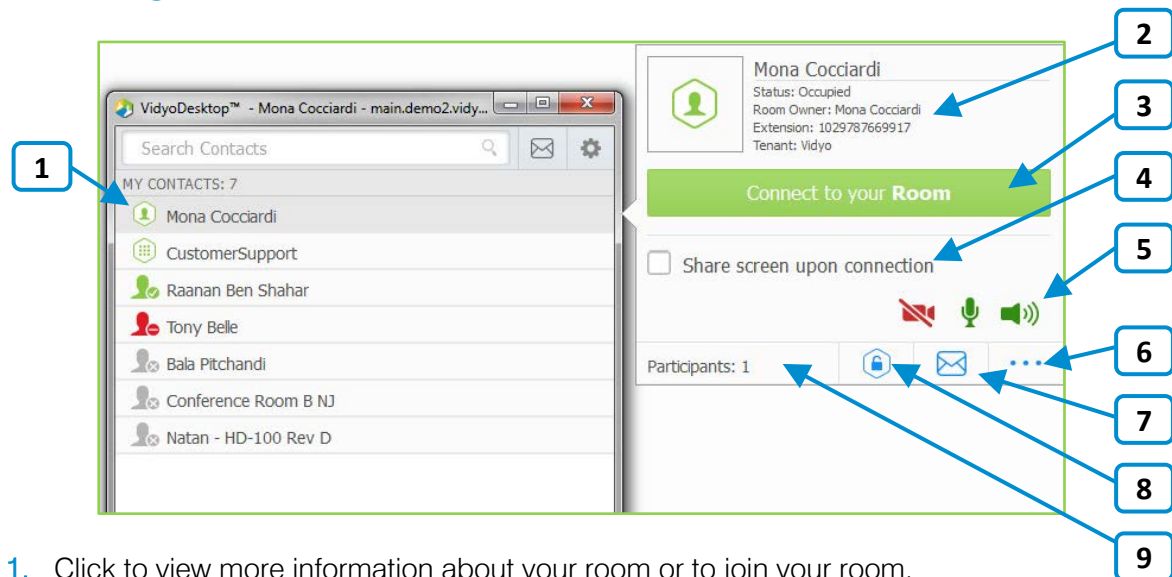 2
Mona Cocciardi
Status: Occupied
Room Owner: Mona Cocciardi
Extension: 1029787669917
Tenant: Vidyo
VidyoDesktop™ - Mona Cocciardi - main.demo2.vidy...
3
Search Contacts
1
4
MY CONTACTS: 7
Connect to your Room
Mona Cocciardi
5
CustomerSupport
Share screen upon connection
Raanan Ben Shahar
Tony Belle
6
Bala Pitchandi
Participants: 1
Conference Room B NJ
7
Natan - HD-100 Rev D
8
9
1. Click to view more information about your room or to join your room.